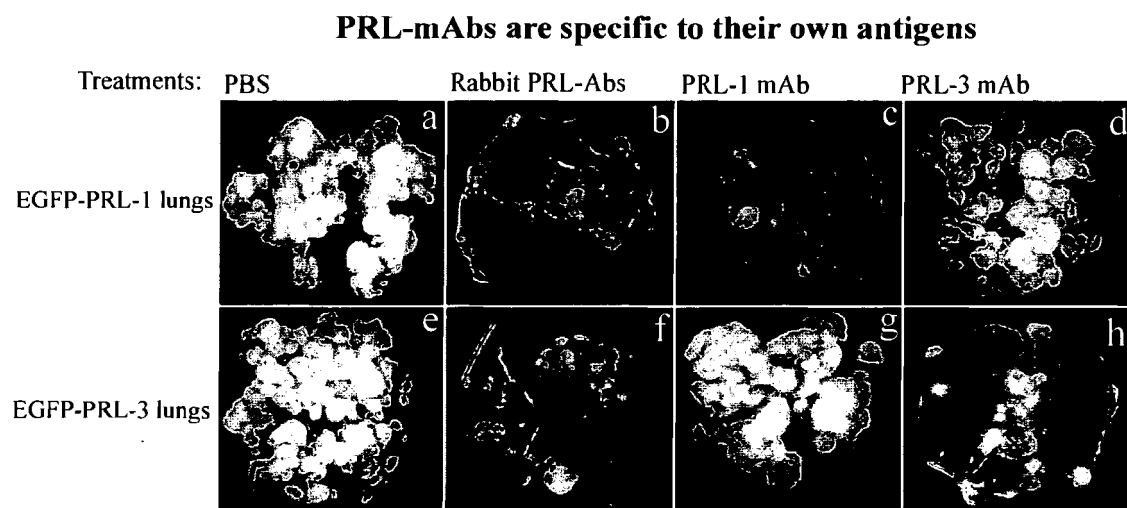 PRL-mAbs are specific to their own antigens
Treatments: PBS Rabbit PRL-Abs PRL-1 mAb PRL-3 mAb
EGFP-PRL-1 lungs a b c d
EGFP-PRL-3 lungs e f g h